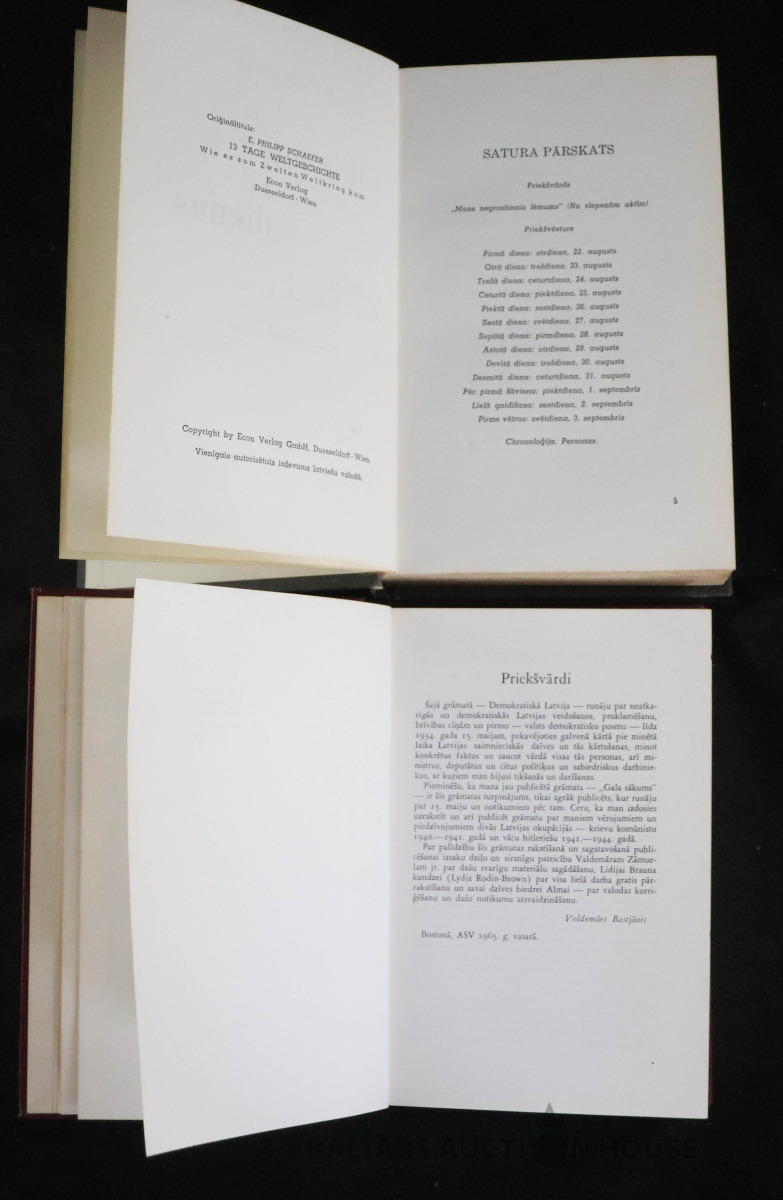 Oriģināltituls:
E. PHILIPP SCHAEFER
13 TAGE WELTGESCHICHTE
Wie es zum Zweiten Weltkrieg kam
Econ Verlag
Duesseldorf - Wien
Copyright by Econ Verlag GmbH, Duesseldorf - Wien.
Vienīgais autorizētais izdevums latviešu valodā.
SATURA PĀRSKATS
Priekšvārds
„Mans negrozāmais lēmums" (No slepenām aktīm)
Priekšvēsture
Pirmā diena: otrdiena, 22. augusts
Otrā diena: trešdiena, 23. augusts
Trešā diena: ceturtdiena, 24. augusts
Ceturtā diena: piektdiena, 25. augusts
Piektā diena: sestdiena, 26. augusts
Sestā diena: svētdiena, 27. augusts
Septītā diena: pirmdiena, 28. augusts
Astotā diena: otrdiena, 29. augusts
Devītā diena: trešdiena, 30. augusts
Desmitā diena: ceturtdiena, 31. augusts
Pēc pirmā šāviena: piektdiena, 1. septembris
Lielā gaidīšana: sestdiena, 2. septembris
Pirms vētras: svētdiena, 3. septembris
Chronoloģija. Personas.
5
Priekšvārdi
Šajā grāmatā — Demokratiskā Latvija — runāju par neatka-
rīgās un demokratiskās Latvijas veidošanos, proklamēšanu,
brīvības cīņām un pirmo — valsts demokratisko posmu — līdz
1934. gada 15. maijam, pakavējoties galvenā kārtā pie minētā
laika Latvijas saimnieciskās dzīves un tās kārtošanas, minot
konkrētus faktus un saucot vārdā visas tās personas, arī mi-
nistrus, deputātus un citus polītiķus un sabiedriskus darbinie-
kus, ar kuŗiem man bijusi tikšanās un darīšanas.
Pieminēšu, ka mana jau publicētā grāmata — „Gala sākums"
— ir šīs grāmatas turpinājums, tikai agrāk publicēts, kur runāju
par 15. maiju un notikumiem pēc tam. Ceru, ka man izdosies
uzrakstīt un arī publicēt grāmatu par maniem vērojumiem un
piedzīvojumiem divās Latvijas okupācijās — krievu komūnistu
1940.—1941. gadā un vācu hitleriešu 1941.—1944. gadā.
Par palīdzību šīs grāmatas rakstīšanā un sagatavošanā publi-
cēšanai izsaku dziļu un sirsnīgu pateicību Valdemāram Zāmue-
lam jr. par dažu svarīgu materiālu sagādāšanu, Lidijai Brauna
kundzei (Lydia Rodin-Brown) par visa lielā darba gratis pār-
rakstīšanu un savai dzīves biedrei Almai — par valodas korri-
ģēšanu un dažu notikumu atsvaidzināšanu.
Voldemārs Bastjānis
Bostonā, ASV 1965. g. vasarā.
BALTARS AUCTION HOUSE